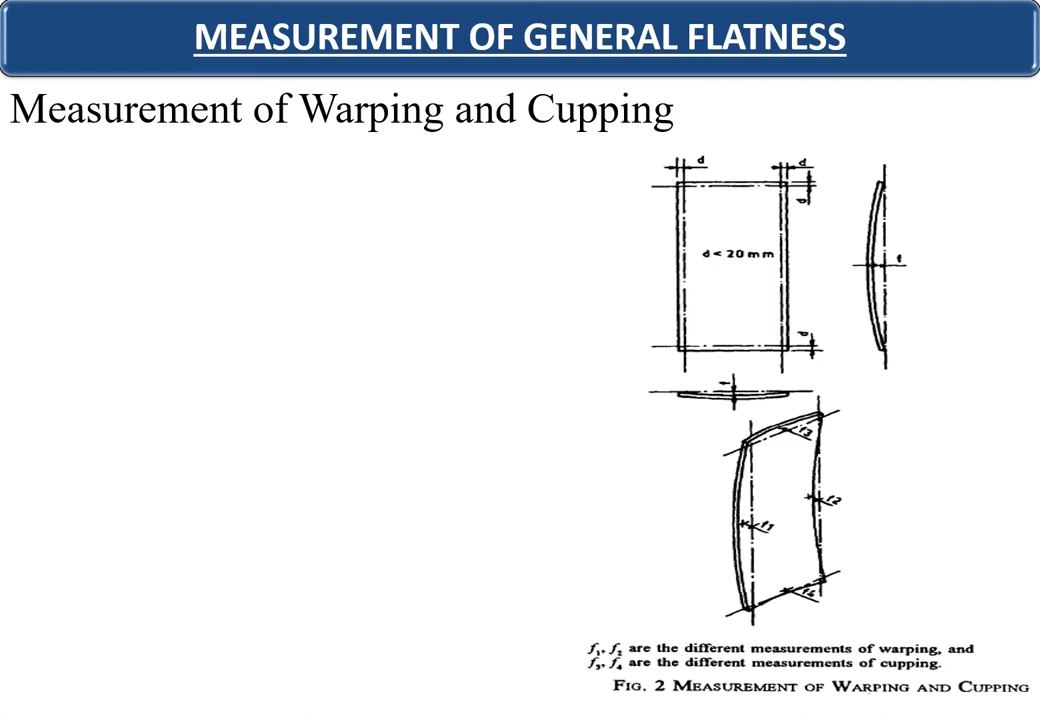 MEASUREMENT OF GENERAL FLATNESS
Measurement of Warping and Cupping
d
d
d
d < 20 mm
f
d
f
f3
f2
f1
f4
f1, f2 are the different measurements of warping, and
f3, f4 are the different measurements of cupping.
FIG. 2 MEASUREMENT OF WARPING AND CUPPING